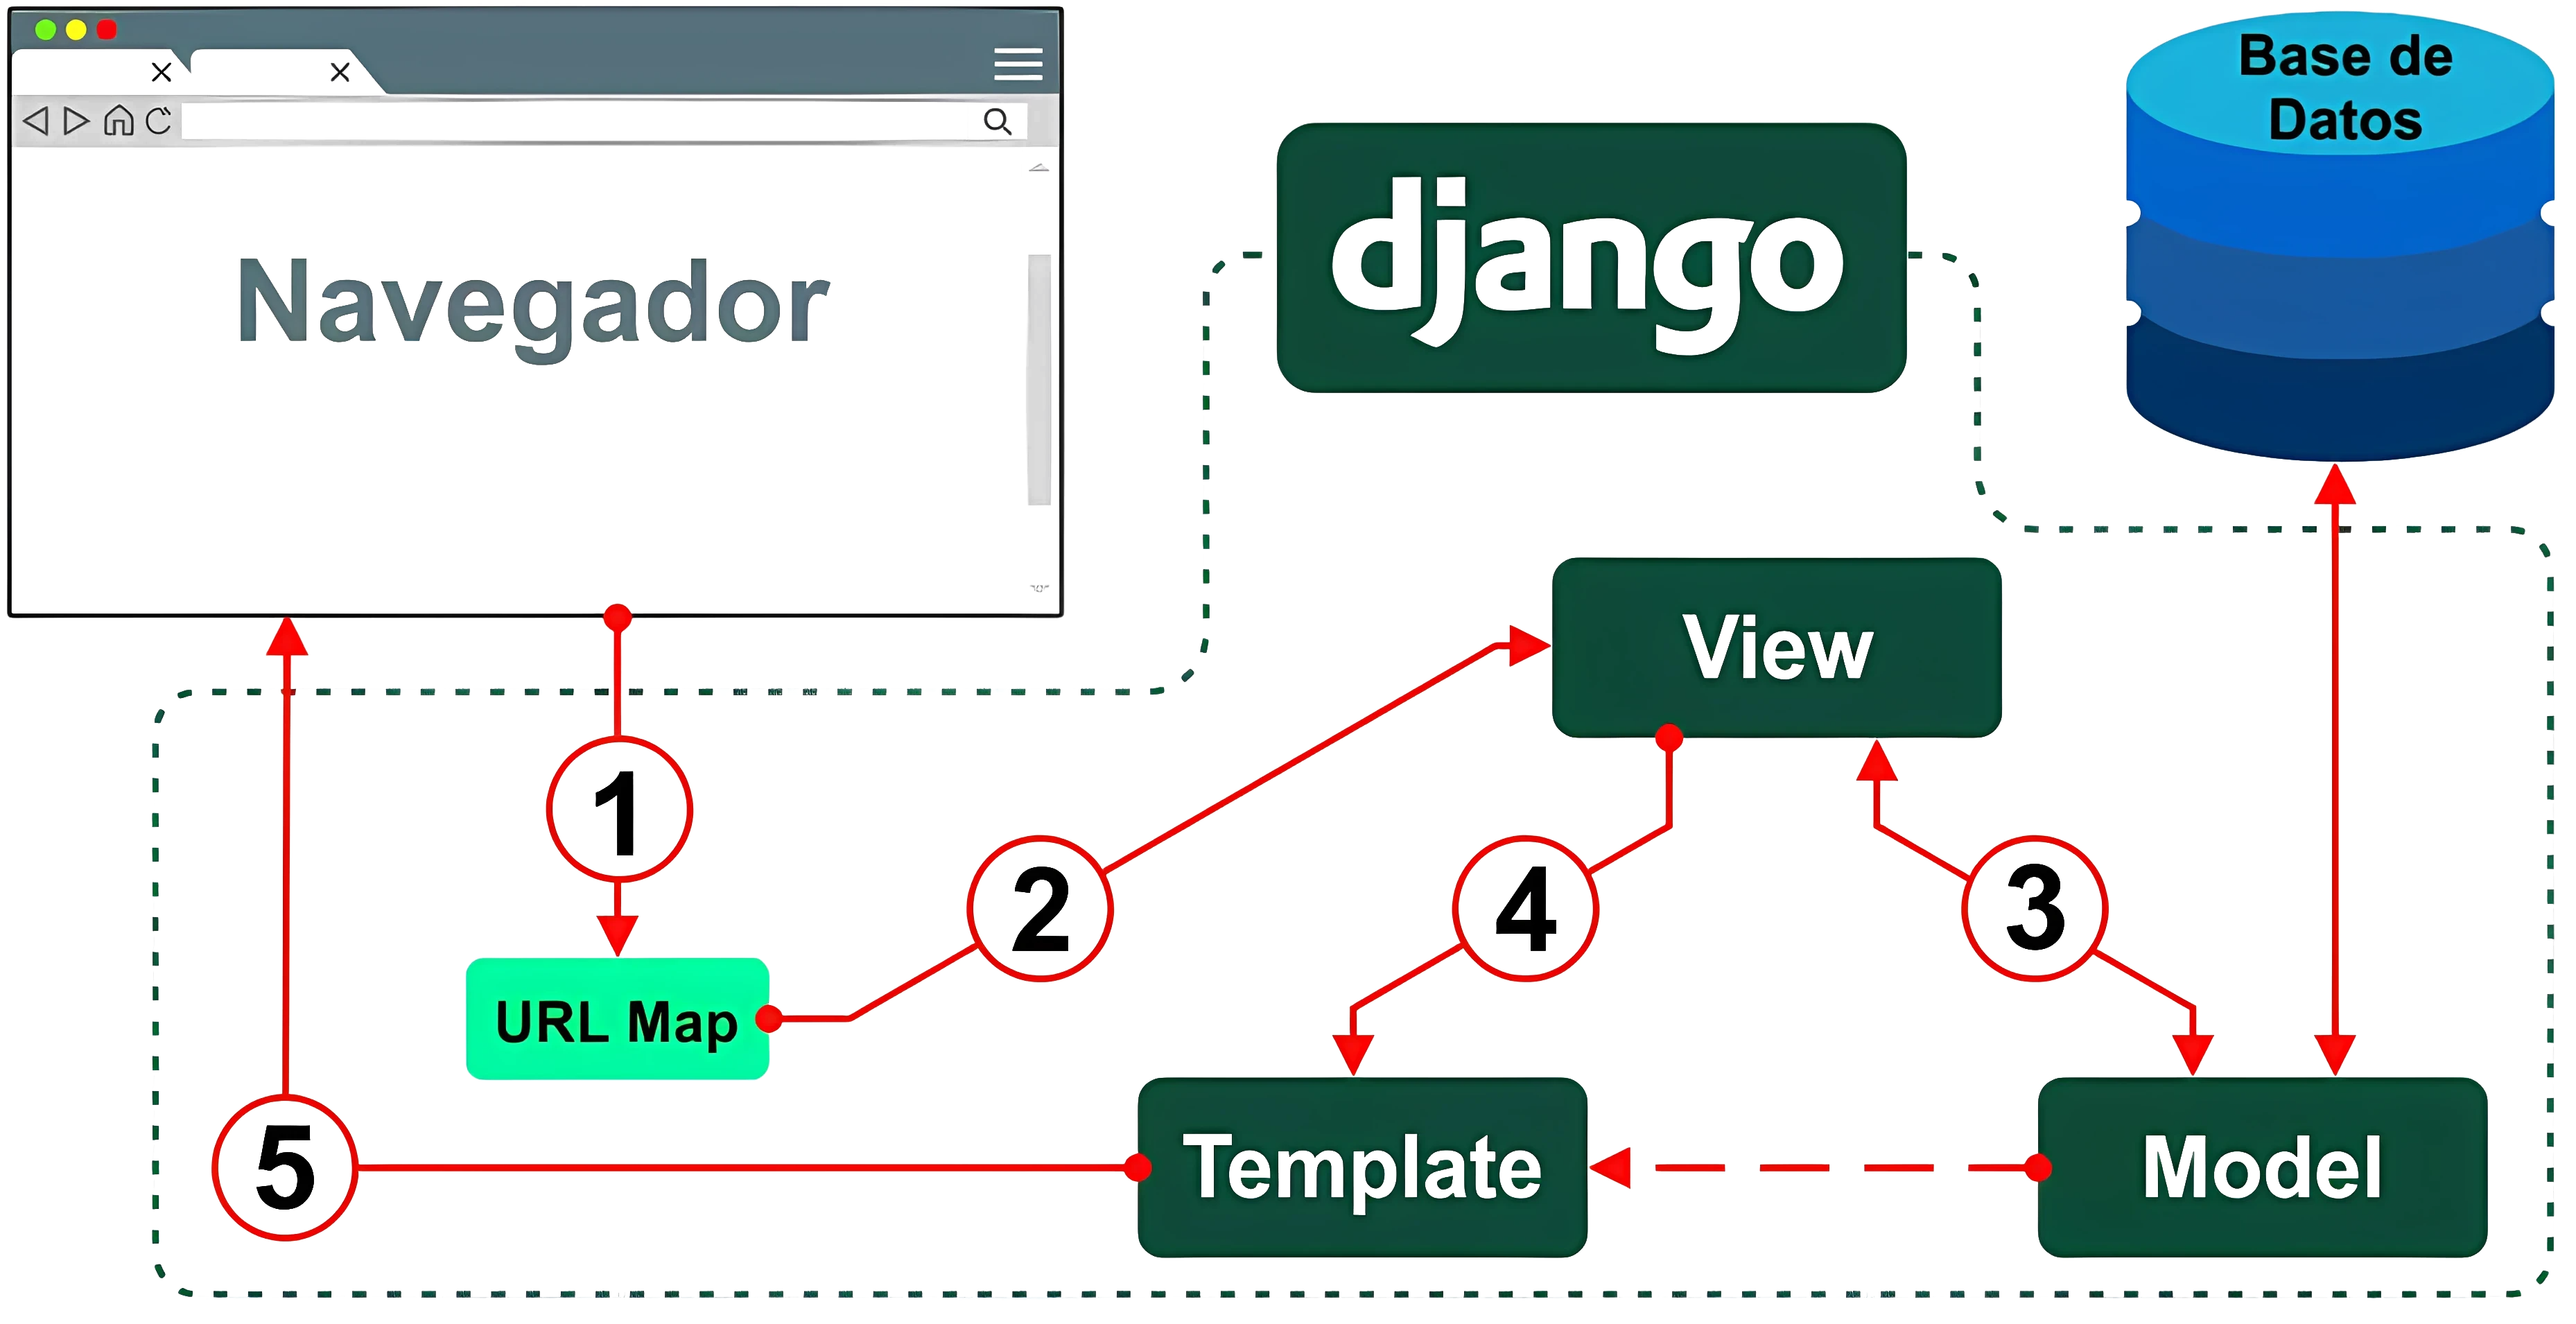 Navegador
django
Base de
Datos
View
1
2
4
3
URL Map
5
Template
Model